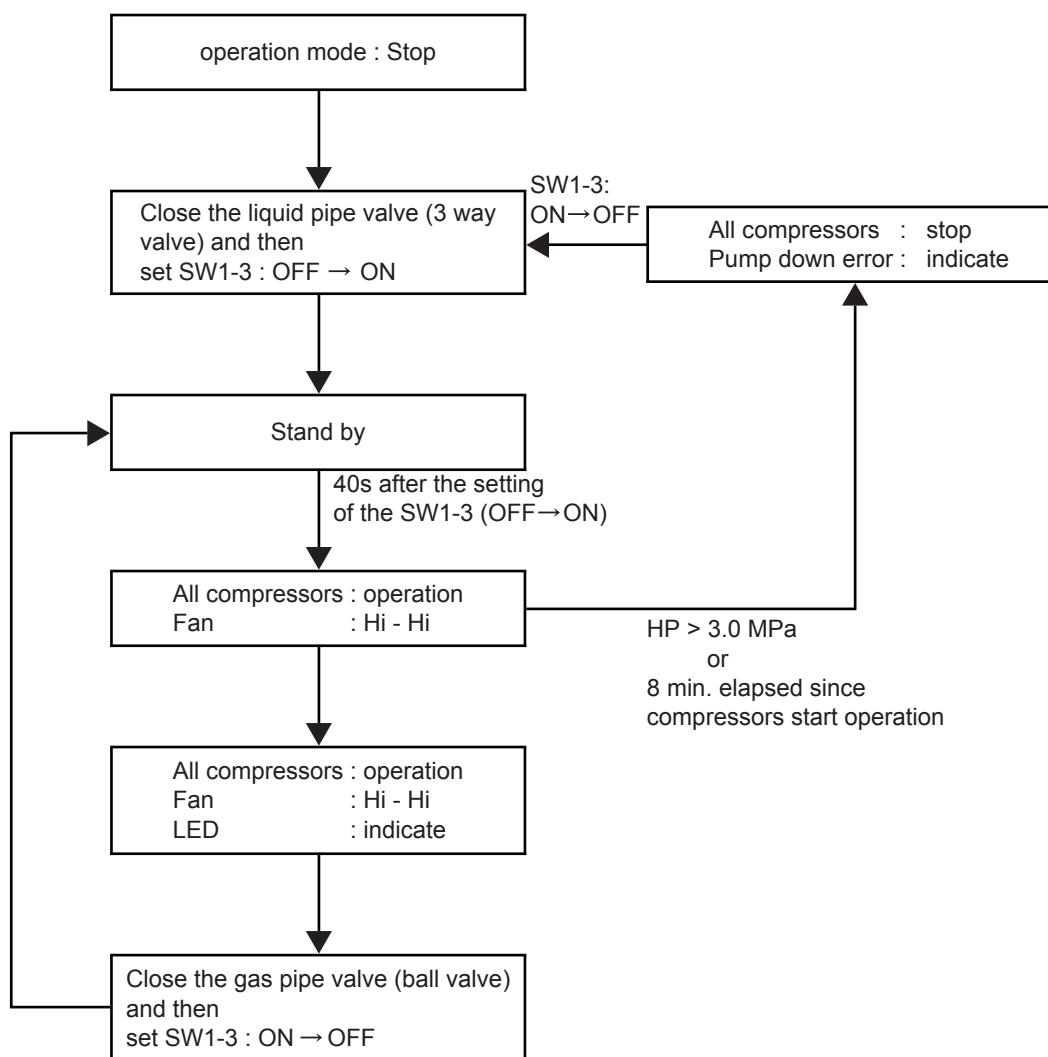 operation mode : Stop
SW1-3:
ON→OFF
Close the liquid pipe valve (3 way
valve) and then
set SW1-3 : OFF → ON
All compressors : stop
Pump down error : indicate
Stand by
40s after the setting
of the SW1-3 (OFF→ON)
All compressors : operation
Fan : Hi - Hi
HP > 3.0 MPa
or
8 min. elapsed since
compressors start operation
All compressors : operation
Fan : Hi - Hi
LED : indicate
Close the gas pipe valve (ball valve)
and then
set SW1-3 : ON → OFF